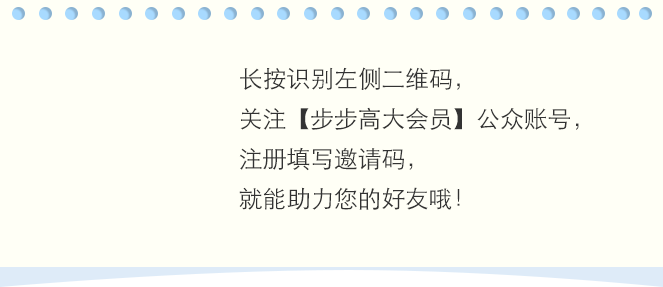 长按识别左侧二维码，
关注【步步高大会员】公众账号，
注册填写邀请码，
就能助力您的好友哦！